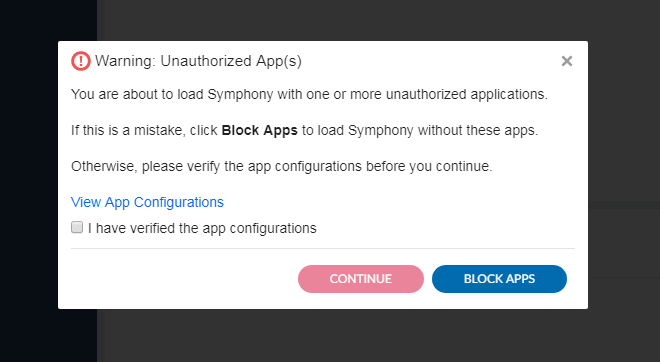 Warning: Unauthorized App(s)
You are about to load Symphony with one or more unauthorized applications.
If this is a mistake, click Block Apps to load Symphony without these apps.
Otherwise, please verify the app configurations before you continue.
View App Configurations
I have verified the app configurations
CONTINUE
BLOCK APPS